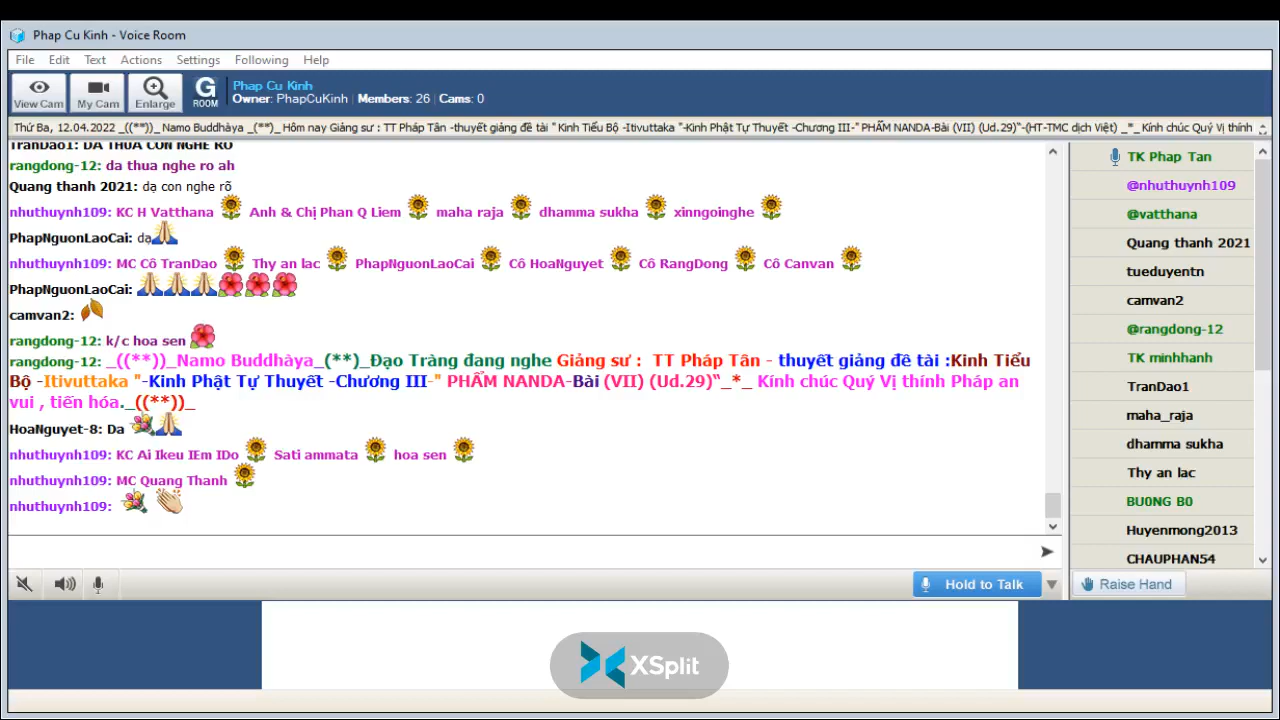 Phap Cu Kinh - Voice Room
File Edit Text Actions Settings Following Help
View Cam My Cam Enlarge G ROOM
Phap Cu Kinh
Owner: PhapCuKinh | Members: 26 | Cams: 0
Thứ Ba, 12.04.2022 _((**))_ Namo Buddhàya _(**)_ Hôm nay Giảng sư : TT Pháp Tân -thuyết giảng đề tài " Kinh Tiểu Bộ -Itivuttaka "-Kinh Phật Tự Thuyết -Chương III-" PHẨM NANDA-Bài (VII) (Ud.29)"-(HT-TMC dịch Việt) _*_ Kính chúc Quý Vị thính
TranDao1: DA THUA CON NGHE RO
rangdong-12: da thua nghe ro ah
Quang thanh 2021: dạ con nghe rõ
nhuthuynh109: KC H Vatthana Anh & Chị Phan Q Liem maha raja dhamma sukha xinngoinghe
PhapNguonLaoCai: dạ
nhuthuynh109: MC Cô TranDao Thy an lac PhapNguonLaoCai Cô HoaNguyet Cô RangDong Cô Canvan
PhapNguonLaoCai:
camvan2:
rangdong-12: k/c hoa sen
rangdong-12: _((**))_Namo Buddhàya_(**)_Đạo Tràng đang nghe Giảng sư : TT Pháp Tân - thuyết giảng đề tài :Kinh Tiểu
Bộ -Itivuttaka "-Kinh Phật Tự Thuyết -Chương III-" PHẨM NANDA-Bài (VII) (Ud.29)"_*_ Kính chúc Quý Vị thính Pháp an
vui , tiến hóa._((**))_
HoaNguyet-8: Da
nhuthuynh109: KC Ai Ikeu IEm IDo Sati ammata hoa sen
nhuthuynh109: MC Quang Thanh
nhuthuynh109:
TK Phap Tan
@nhuthuynh109
@vatthana
Quang thanh 2021
tueduyentn
camvan2
@rangdong-12
TK minhhanh
TranDao1
maha_raja
dhamma sukha
Thy an lac
BU0NG B0
Huyenmong2013
CHAUPHAN54
Hold to Talk
Raise Hand
XSplit